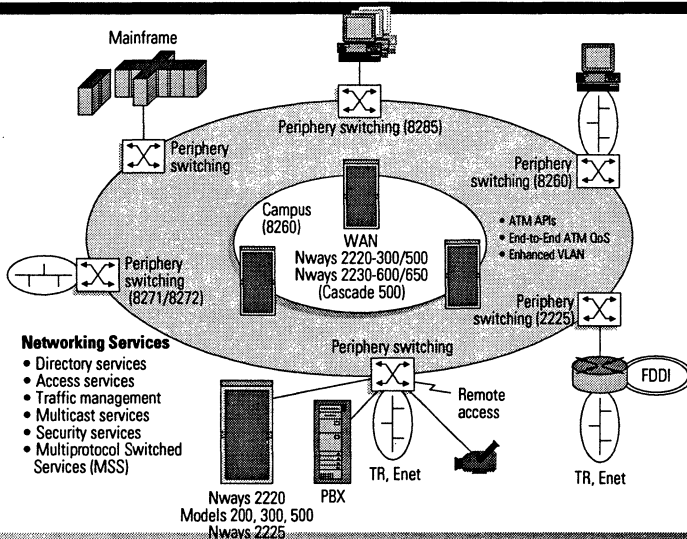 Mainframe
Periphery switching (8285)
Periphery
switching
Periphery
switching (8260)
Campus
(8260)
WAN
Nways 2220-300/500
Nways 2230-600/650
(Cascade 500)
• ATM APIs
• End-to-End ATM QoS
• Enhanced VLAN
Periphery
switching
(8271/8272)
Periphery
switching (2225)
Networking Services
• Directory services
• Access services
• Traffic management
• Multicast services
• Security services
• Multiprotocol Switched
Services (MSS)
Periphery switching
Remote
access
FDDI
TR, Enet
TR, Enet
PBX
Nways 2220
Models 200, 300, 500
Nways 2225